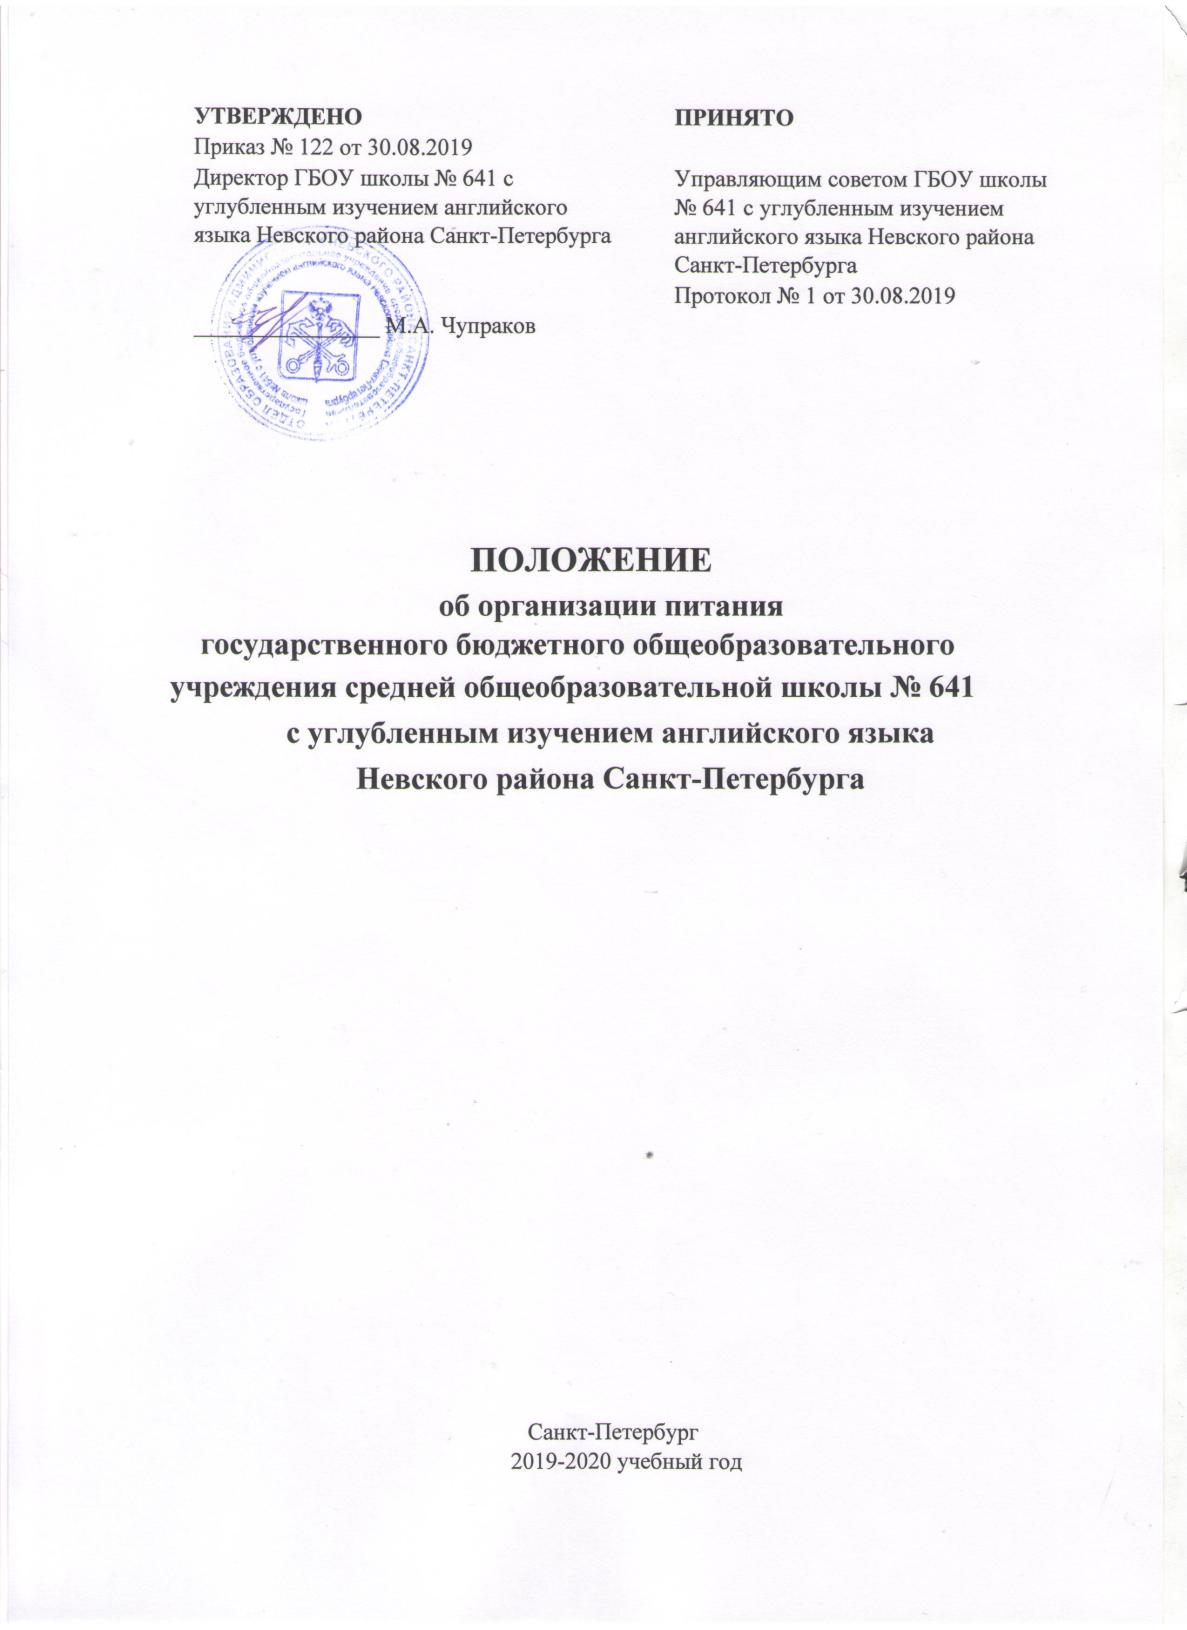 УТВЕРЖДЕНО
Приказ № 122 от 30.08.2019
Директор ГБОУ школы № 641 с
углубленным изучением английского
языка Невского района Санкт-Петербурга
М.А. Чупраков
ПРИНЯТО
Управляющим советом ГБОУ школы
№ 641 с углубленным изучением
английского языка Невского района
Санкт-Петербурга
Протокол № 1 от 30.08.2019
ПОЛОЖЕНИЕ
об организации питания
государственного бюджетного общеобразовательного
учреждения средней общеобразовательной школы № 641
с углубленным изучением английского языка
Невского района Санкт-Петербурга
Санкт-Петербург
2019-2020 учебный год